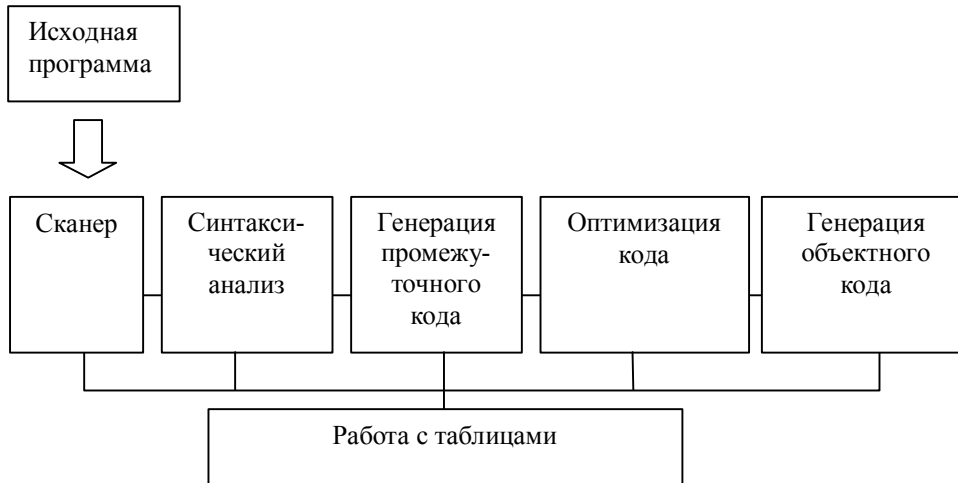 Исходная
программа
Сканер
Синтакси-
ческий
анализ
Генерация
промежу-
точного
кода
Оптимизация
кода
Генерация
объектного
кода
Работа с таблицами